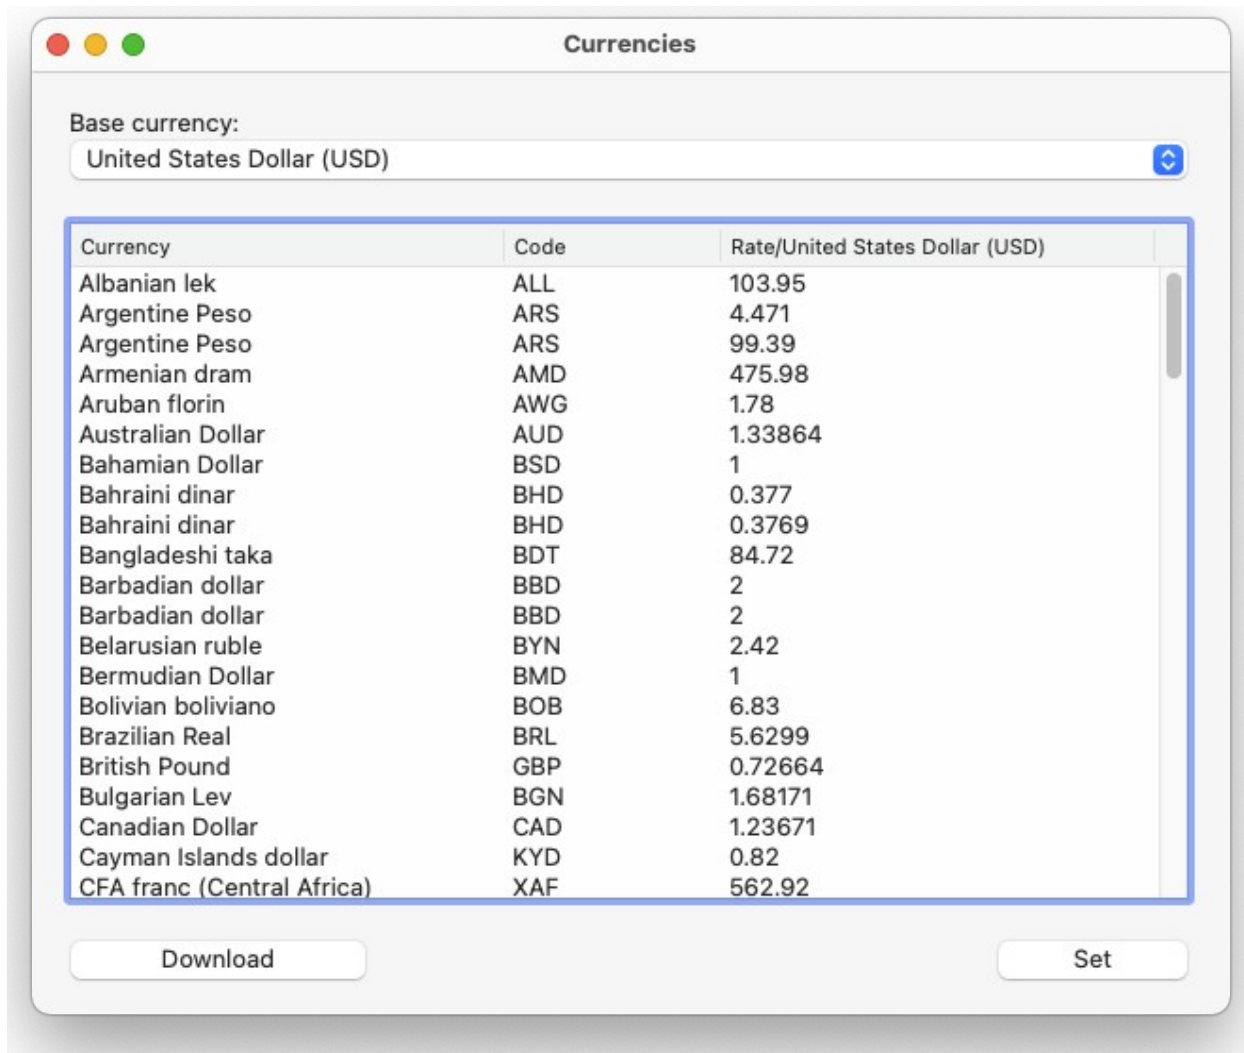 Currencies
Base currency:
United States Dollar (USD)
Currency Code Rate/United States Dollar (USD)
Albanian lek ALL 103.95
Argentine Peso ARS 4.471
Argentine Peso ARS 99.39
Armenian dram AMD 475.98
Aruban florin AWG 1.78
Australian Dollar AUD 1.33864
Bahamian Dollar BSD 1
Bahraini dinar BHD 0.377
Bahraini dinar BHD 0.3769
Bangladeshi taka BDT 84.72
Barbadian dollar BBD 2
Barbadian dollar BBD 2
Belarusian ruble BYN 2.42
Bermudian Dollar BMD 1
Bolivian boliviano BOB 6.83
Brazilian Real BRL 5.6299
British Pound GBP 0.72664
Bulgarian Lev BGN 1.68171
Canadian Dollar CAD 1.23671
Cayman Islands dollar KYD 0.82
CFA franc (Central Africa) XAF 562.92
Download Set